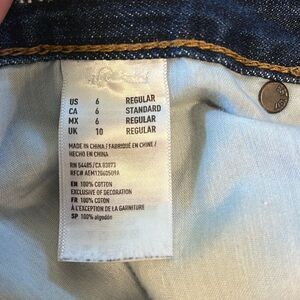 US 6 REGULAR
CA 6 STANDARD
MX 6 REGULAR
UK 10 REGULAR
MADE IN CHINA / FABRIQUÉ EN CHINE /
HECHO EN CHINA
RN 54485/CA 03173
EN 100% COTTON
EXCLUSIVE OF DECORATION
FR 100% COTON
À L'EXCEPTION DE LA GARNITURE
SP 100% algodón